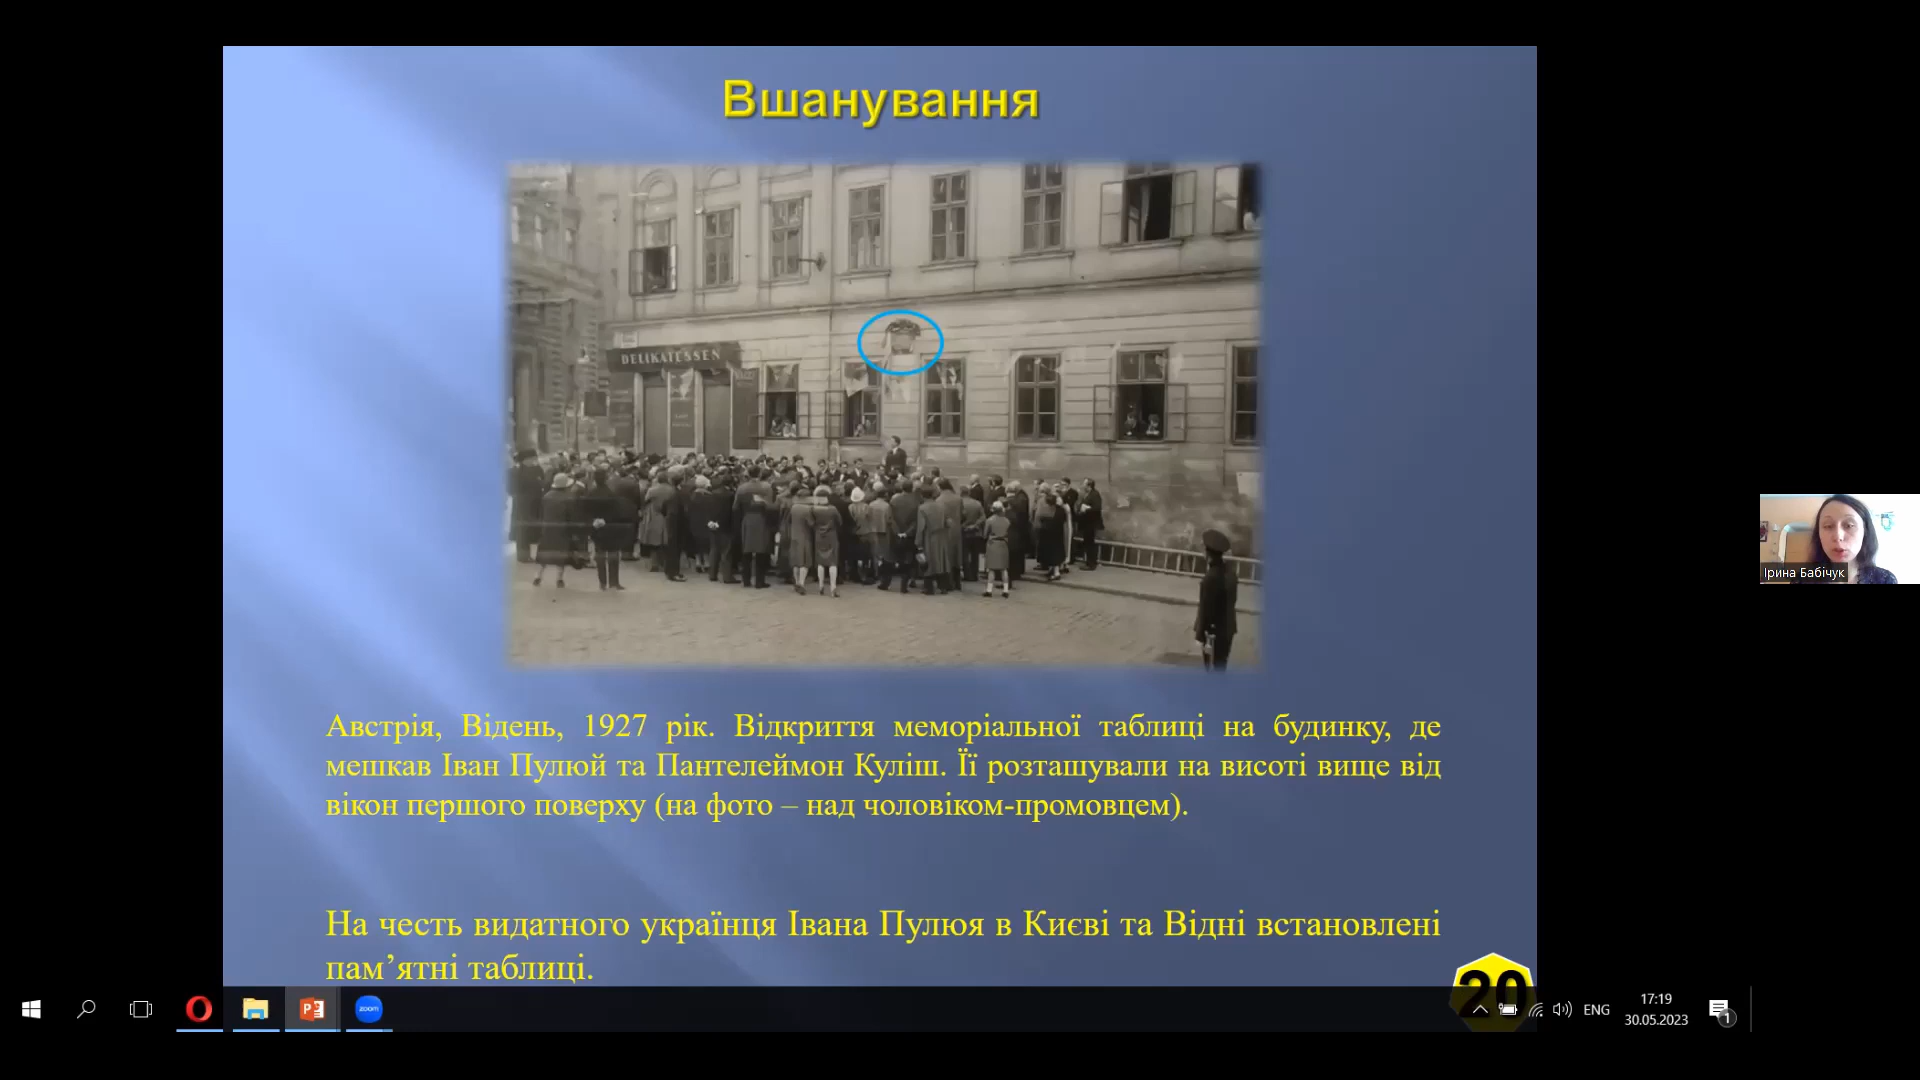 Вшанування
DELIKATESSEN
Австрія, Відень, 1927 рік. Відкриття меморіальної таблиці на будинку, де
мешкав Іван Пулюй та Пантелеймон Куліш. Її розташували на висоті вище від
вікон першого поверху (на фото – над чоловіком-промовцем).
На честь видатного українця Івана Пулюя в Києві та Відні встановлені
пам’ятні таблиці.
20
Ірина Бабічук
zoom
ENG
17:19
30.05.2023
1